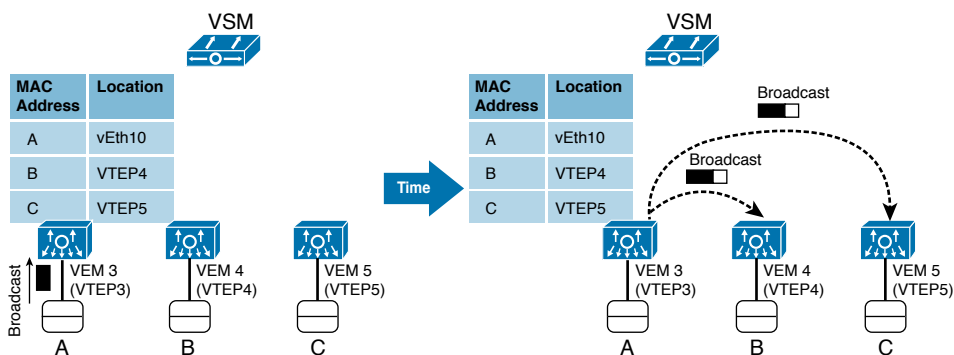 VSM
MAC Address Location
A vEth10
B VTEP4
C VTEP5
Broadcast
VEM 3
(VTEP3)
VEM 4
(VTEP4)
VEM 5
(VTEP5)
A
B
C
Time
VSM
MAC Address Location
A vEth10
B VTEP4
C VTEP5
Broadcast
Broadcast
VEM 3
(VTEP3)
VEM 4
(VTEP4)
VEM 5
(VTEP5)
A
B
C